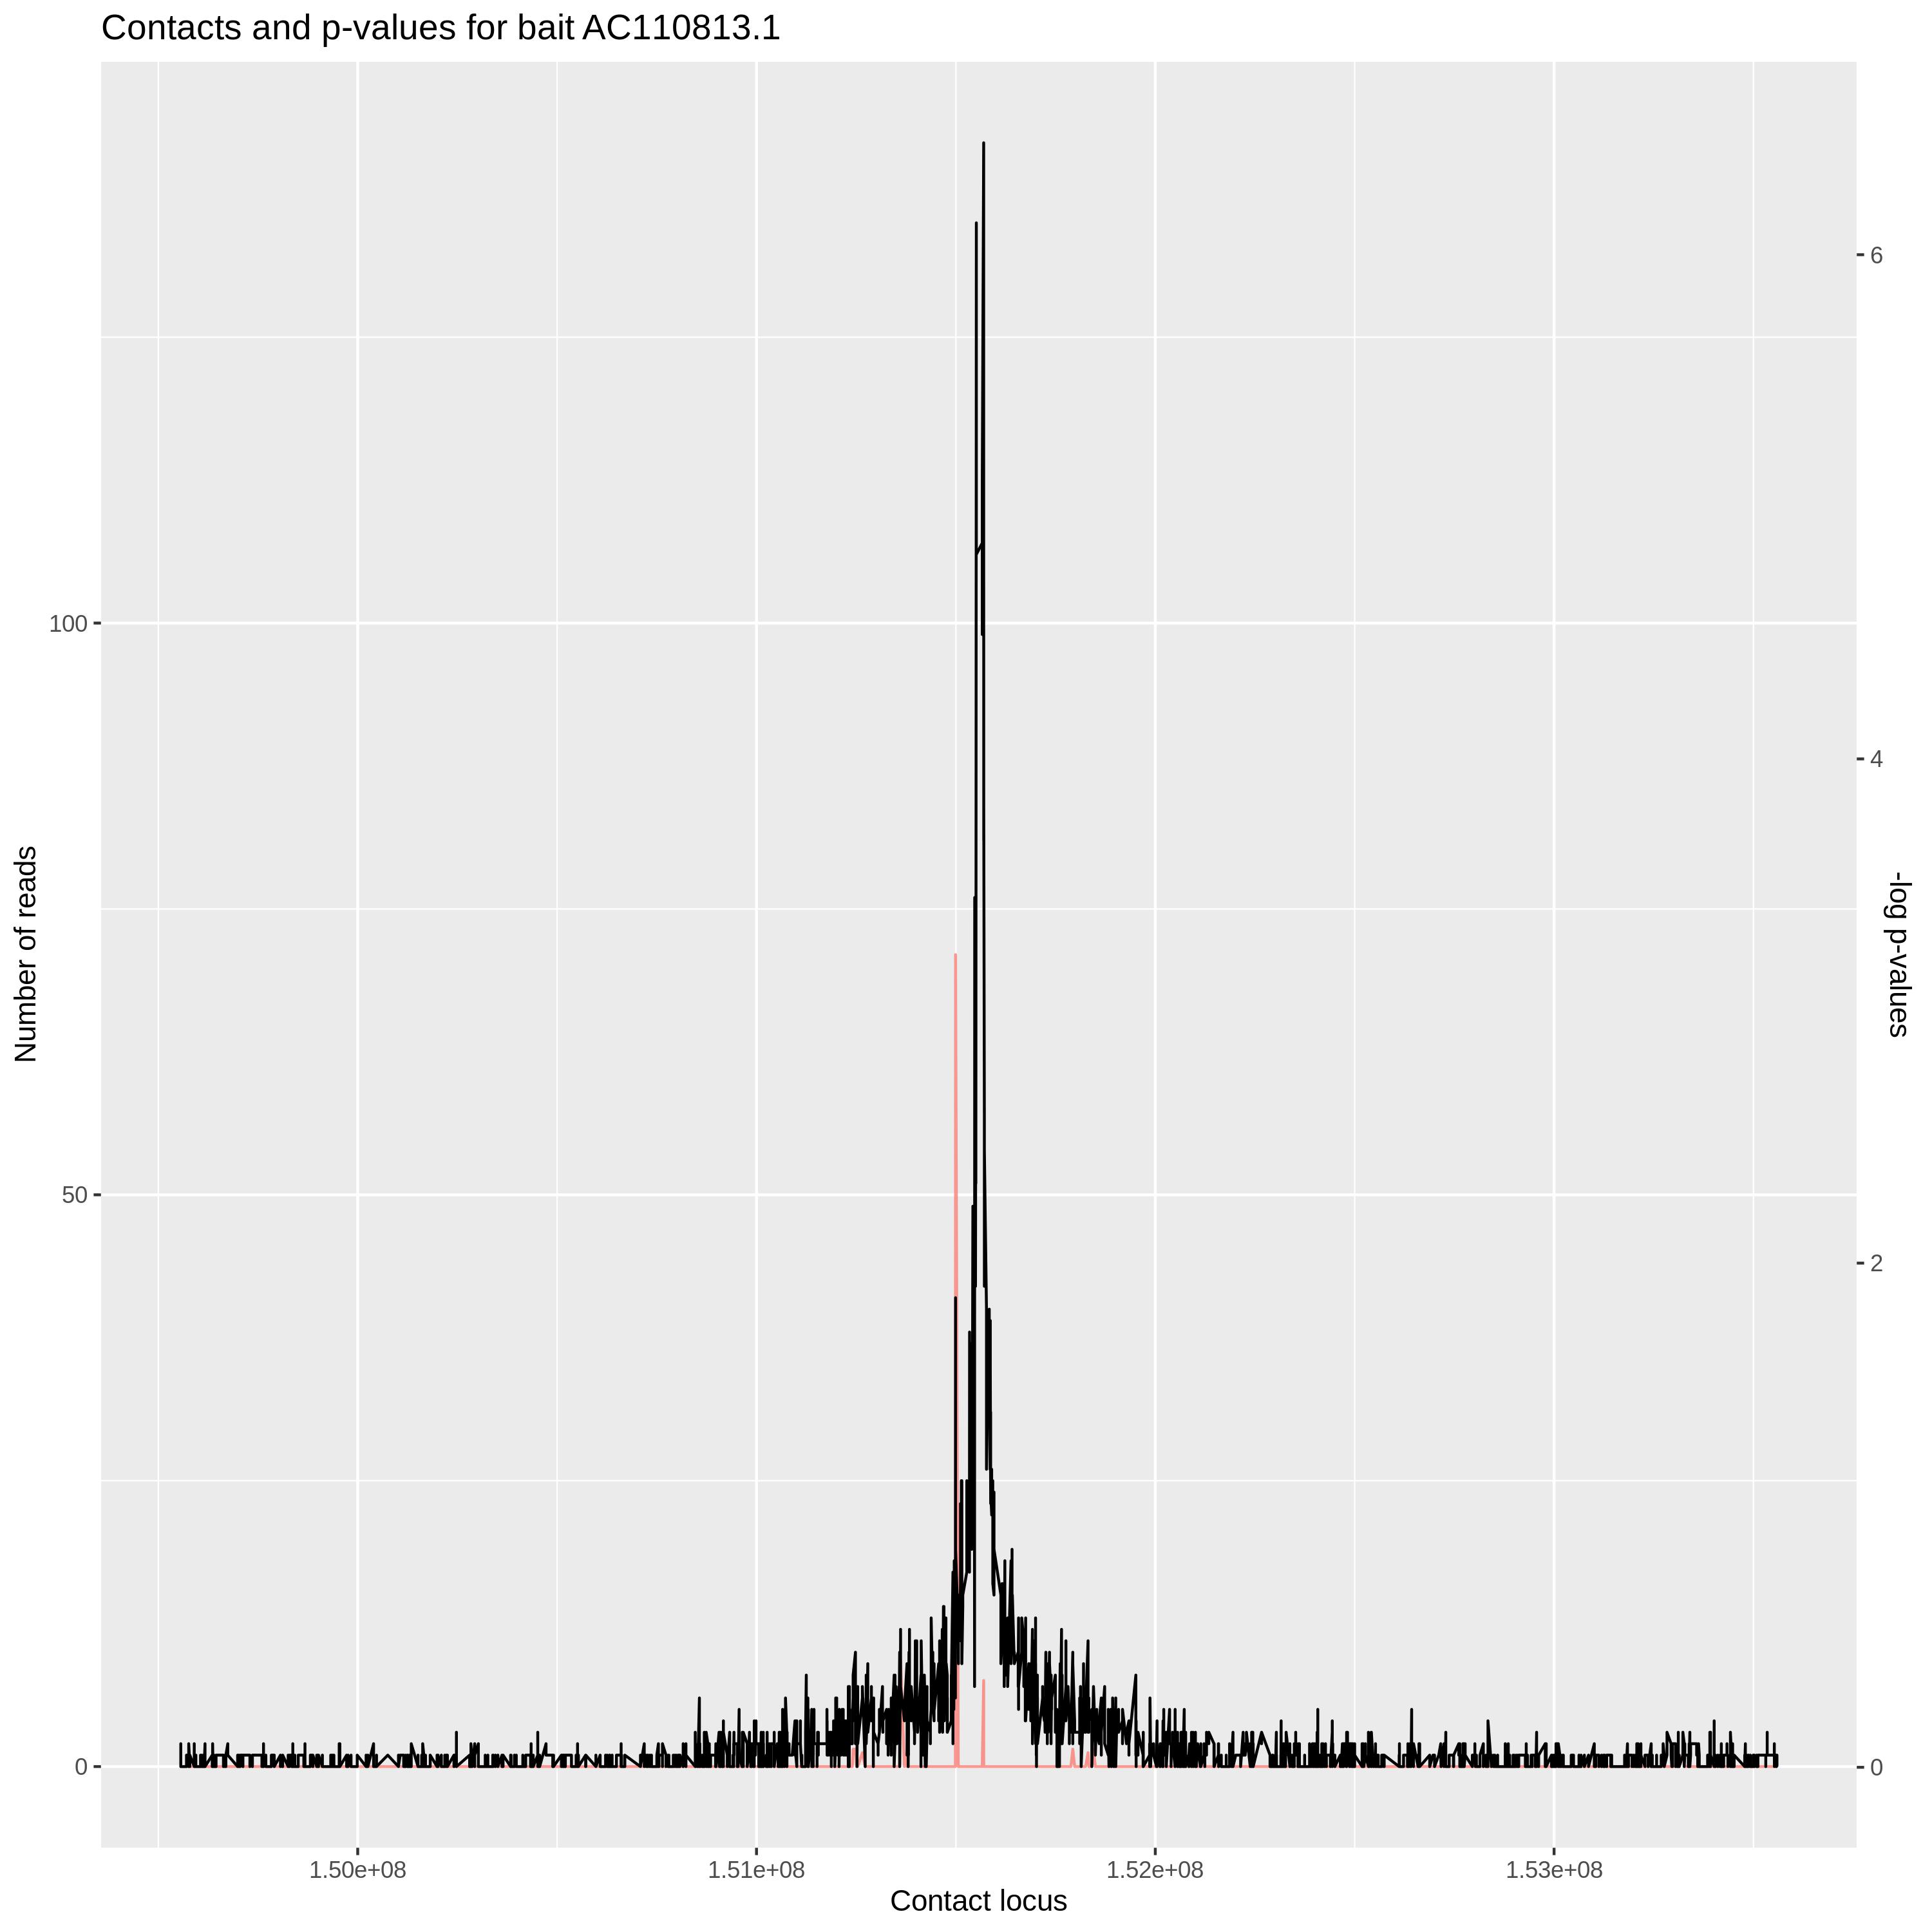 Contacts and p-values for bait AC110813.1
6
100
4
Number of reads
-log p-values
50
2
0
0
1.50e+08
1.51e+08
1.52e+08
1.53e+08
Contact locus